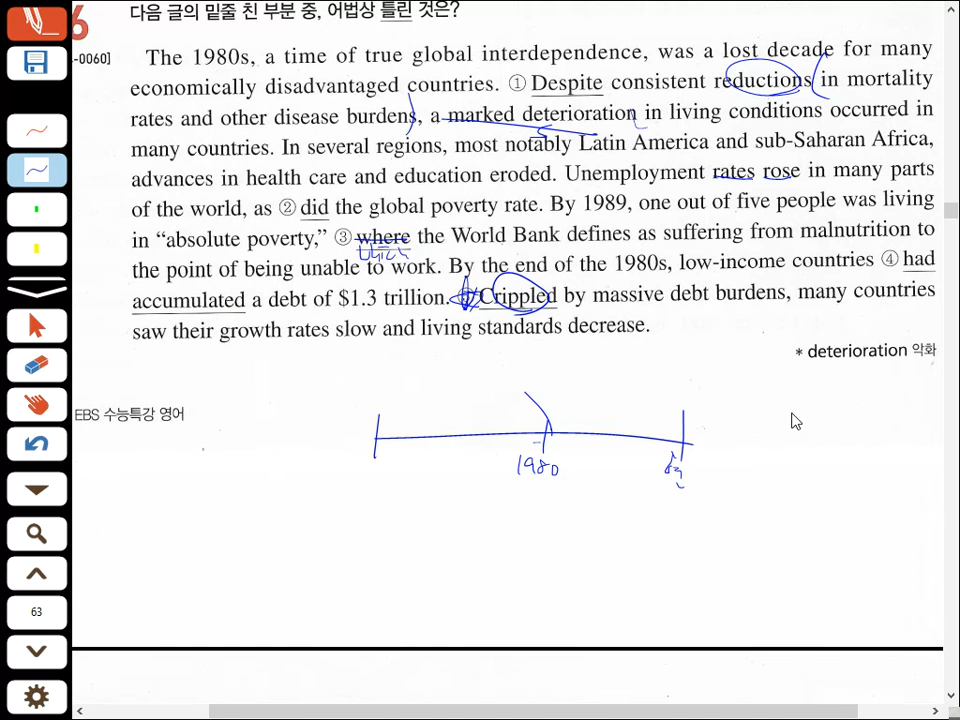 6
다음 글의 밑줄 친 부분 중, 어법상 틀린 것은?
-0060]
The 1980s, a time of true global interdependence, was a lost decade for many
economically disadvantaged countries. ① Despite consistent reductions in mortality
rates and other disease burdens, a marked deterioration in living conditions occurred in
many countries. In several regions, most notably Latin America and sub-Saharan Africa,
advances in health care and education eroded. Unemployment rates rose in many parts
of the world, as ② did the global poverty rate. By 1989, one out of five people was living
in “absolute poverty,” ③ where the World Bank defines as suffering from malnutrition to
which
the point of being unable to work. By the end of the 1980s, low-income countries ④ had
accumulated a debt of $1.3 trillion. Crippled by massive debt burdens, many countries
saw their growth rates slow and living standards decrease.
* deterioration 악화
EBS 수능특강 영어
1980
89
63